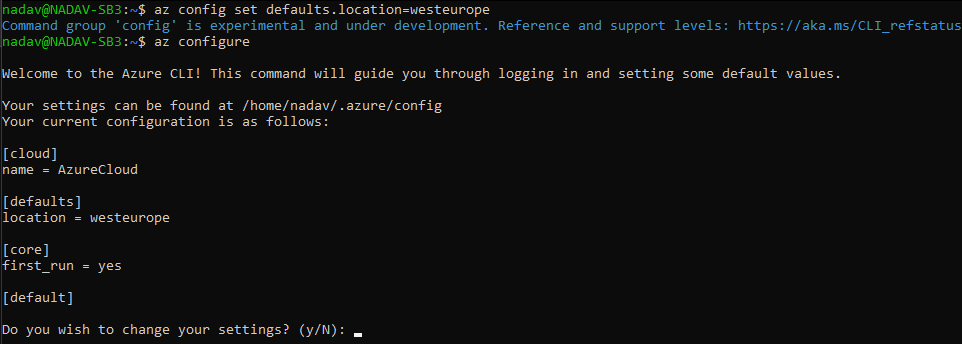 nadav@NADAV-SB3:~$ az config set defaults.location=westeurope
Command group 'config' is experimental and under development. Reference and support levels: https://aka.ms/CLI_refstatus
nadav@NADAV-SB3:~$ az configure
Welcome to the Azure CLI! This command will guide you through logging in and setting some default values.
Your settings can be found at /home/nadav/.azure/config
Your current configuration is as follows:
[cloud]
name = AzureCloud
[defaults]
location = westeurope
[core]
first_run = yes
[default]
Do you wish to change your settings? (y/N):